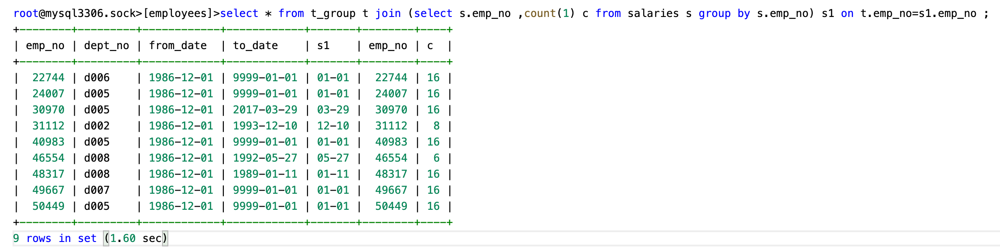 root@mysql3306.sock>[employees]>select * from t_group t join (select s.emp_no ,count(1) c from salaries s group by s.emp_no) s1 on t.emp_no=s1.emp_no ;
+--------+---------+------------+------------+-------+--------+----+
| emp_no | dept_no | from_date  | to_date    | s1    | emp_no | c  |
+--------+---------+------------+------------+-------+--------+----+
|  22744 | d006    | 1986-12-01 | 9999-01-01 | 01-01 |  22744 | 16 |
|  24007 | d005    | 1986-12-01 | 9999-01-01 | 01-01 |  24007 | 16 |
|  30970 | d005    | 1986-12-01 | 2017-03-29 | 03-29 |  30970 | 16 |
|  31112 | d002    | 1986-12-01 | 1993-12-10 | 12-10 |  31112 |  8 |
|  40983 | d005    | 1986-12-01 | 9999-01-01 | 01-01 |  40983 | 16 |
|  46554 | d008    | 1986-12-01 | 1992-05-27 | 05-27 |  46554 |  6 |
|  48317 | d008    | 1986-12-01 | 1989-01-11 | 01-11 |  48317 | 16 |
|  49667 | d007    | 1986-12-01 | 9999-01-01 | 01-01 |  49667 | 16 |
|  50449 | d005    | 1986-12-01 | 9999-01-01 | 01-01 |  50449 | 16 |
+--------+---------+------------+------------+-------+--------+----+
9 rows in set (1.60 sec)